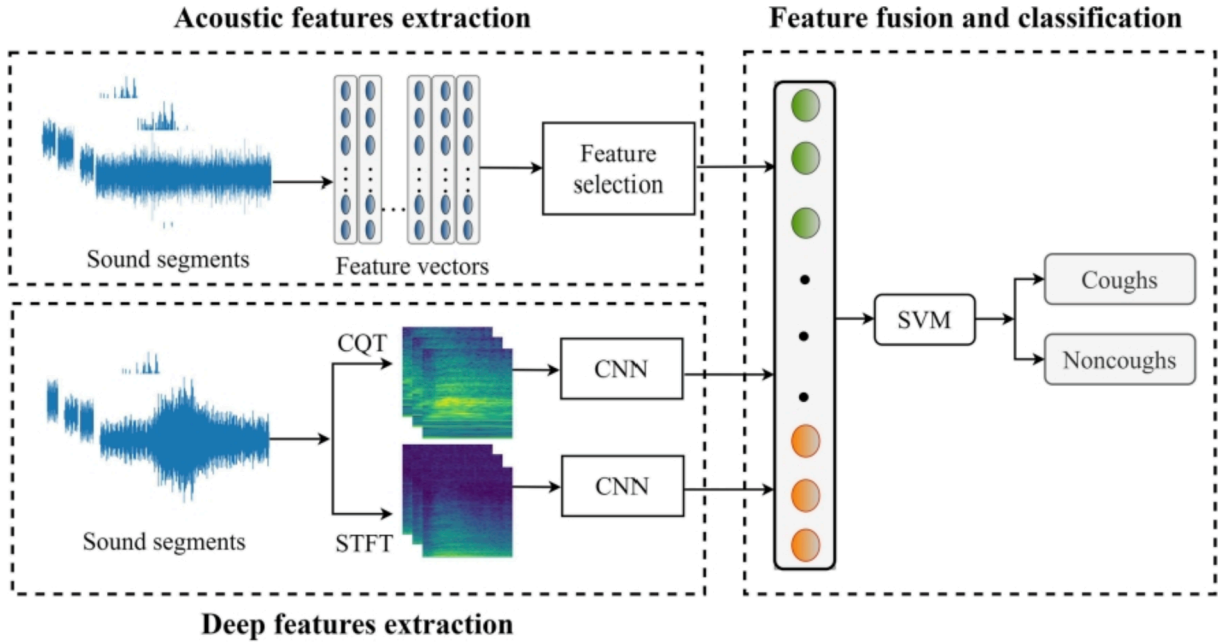 Acoustic features extraction
Feature fusion and classification
Feature
selection
Sound segments
Feature vectors
CQT
CNN
STFT
CNN
Sound segments
SVM
Coughs
Noncoughs
Deep features extraction